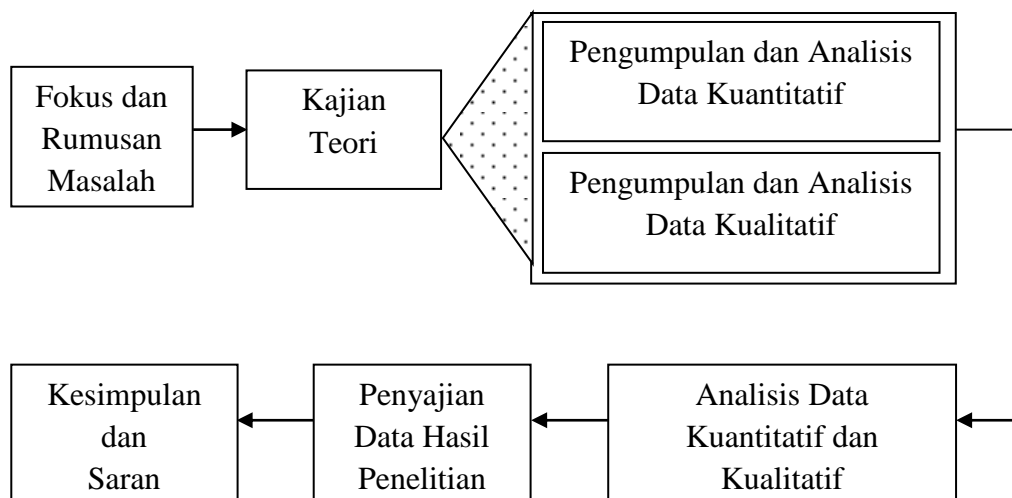 Fokus dan
Rumusan
Masalah
Kajian
Teori
Pengumpulan dan Analisis
Data Kuantitatif
Pengumpulan dan Analisis
Data Kualitatif
Kesimpulan
dan
Saran
Penyajian
Data Hasil
Penelitian
Analisis Data
Kuantitatif dan
Kualitatif